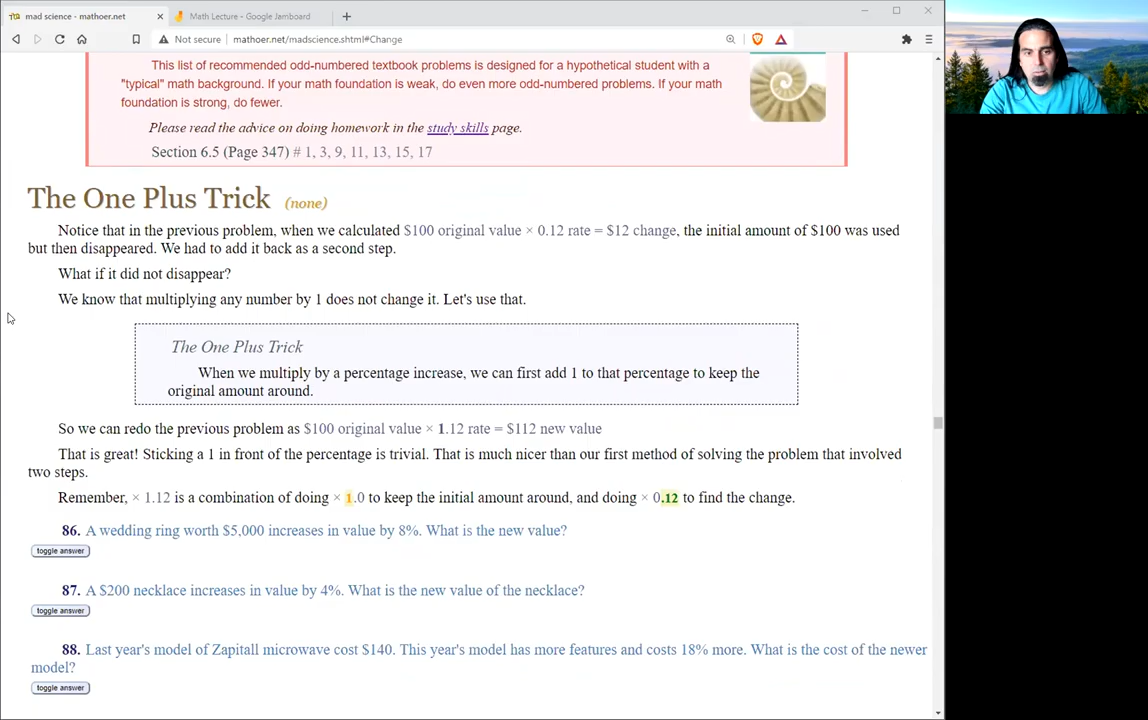 mad science - mathoer.net
Math Lecture - Google Jamboard
Not secure mathoer.net/madscience.shtml#Change
This list of recommended odd-numbered textbook problems is designed for a hypothetical student with a
"typical" math background. If your math foundation is weak, do even more odd-numbered problems. If your math
foundation is strong, do fewer.
Please read the advice on doing homework in the study skills page.
Section 6.5 (Page 347) # 1, 3, 9, 11, 13, 15, 17
The One Plus Trick (none)
Notice that in the previous problem, when we calculated $100 original value × 0.12 rate = $12 change, the initial amount of $100 was used
but then disappeared. We had to add it back as a second step.
What if it did not disappear?
We know that multiplying any number by 1 does not change it. Let's use that.
The One Plus Trick
When we multiply by a percentage increase, we can first add 1 to that percentage to keep the
original amount around.
So we can redo the previous problem as $100 original value × 1.12 rate = $112 new value
That is great! Sticking a 1 in front of the percentage is trivial. That is much nicer than our first method of solving the problem that involved
two steps.
Remember, × 1.12 is a combination of doing × 1.0 to keep the initial amount around, and doing × 0.12 to find the change.
86. A wedding ring worth $5,000 increases in value by 8%. What is the new value?
toggle answer
87. A $200 necklace increases in value by 4%. What is the new value of the necklace?
toggle answer
88. Last year's model of Zapitall microwave cost $140. This year's model has more features and costs 18% more. What is the cost of the newer
model?
toggle answer